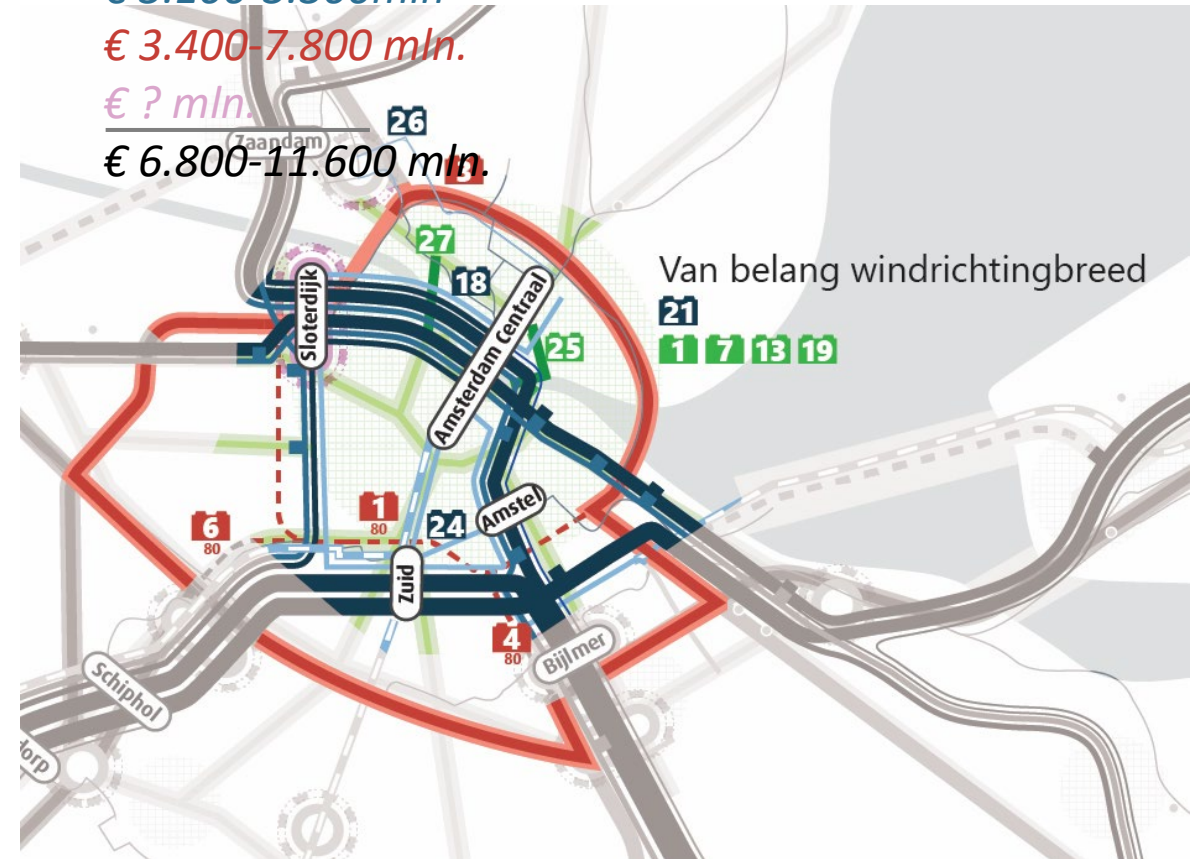 € 3.400-7.800 mln.
€ ? mln.
€ 6.800-11.600 mln.
Zaandam
26
3
27
18
Sloterdijk
Amsterdam Centraal
25
Van belang windrichtingbreed
21
1 7 13 19
1
80
6
80
24
Amstel
Zuid
4
80
Bijlmer
Schiphol
dorp